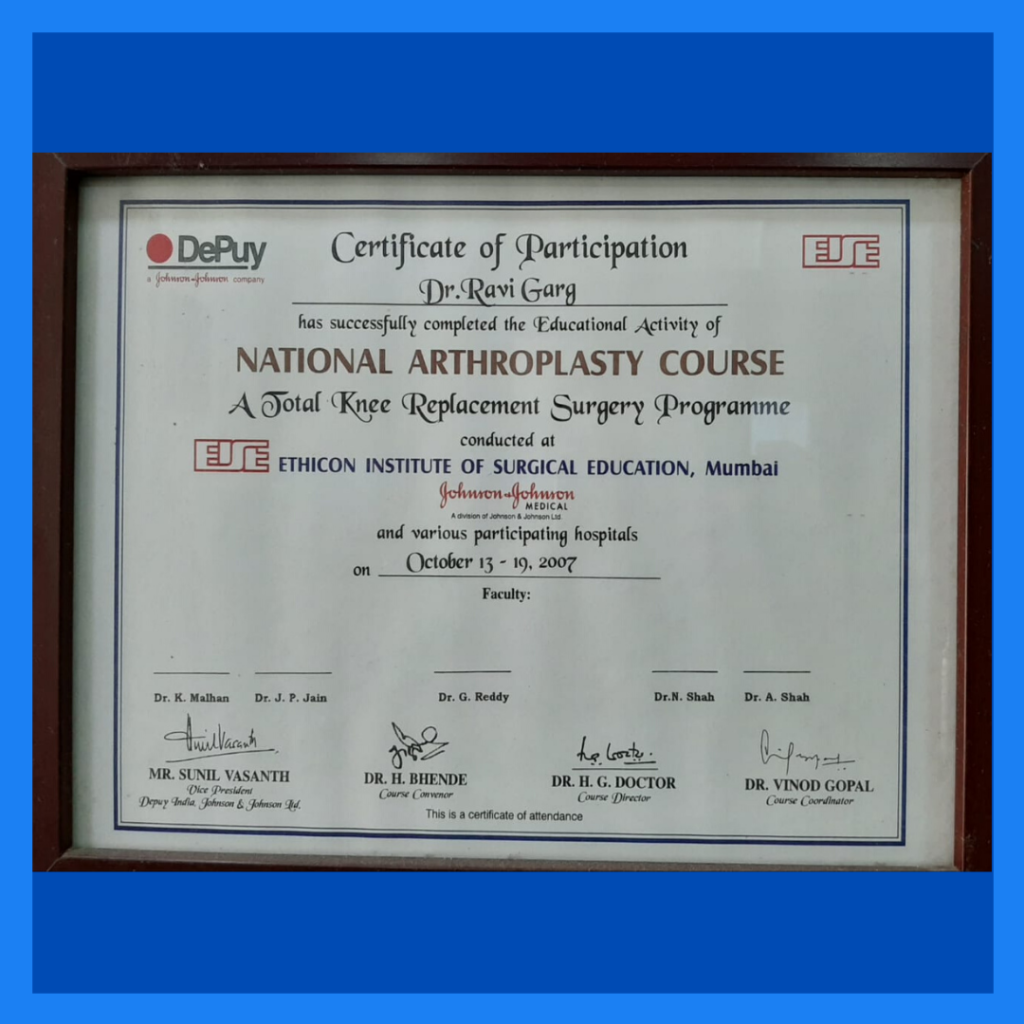 DePuy
a Johnson & Johnson company
Certificate of Participation
EISE
Dr.Ravi Garg
has successfully completed the Educational Activity of
NATIONAL ARTHROPLASTY COURSE
A Total Knee Replacement Surgery Programme
conducted at
EISE ETHICON INSTITUTE OF SURGICAL EDUCATION, Mumbai
Johnson & Johnson
MEDICAL
A division of Johnson & Johnson Ltd.
and various participating hospitals
on October 13 - 19, 2007
Faculty:
Dr. K. Malhan Dr. J. P. Jain Dr. G. Reddy Dr.N. Shah Dr. A. Shah
MR. SUNIL VASANTH
Vice President
Depuy India, Johnson & Johnson Ltd.
DR. H. BHENDE
Course Convenor
DR. H. G. DOCTOR
Course Director
DR. VINOD GOPAL
Course Coordinator
This is a certificate of attendance